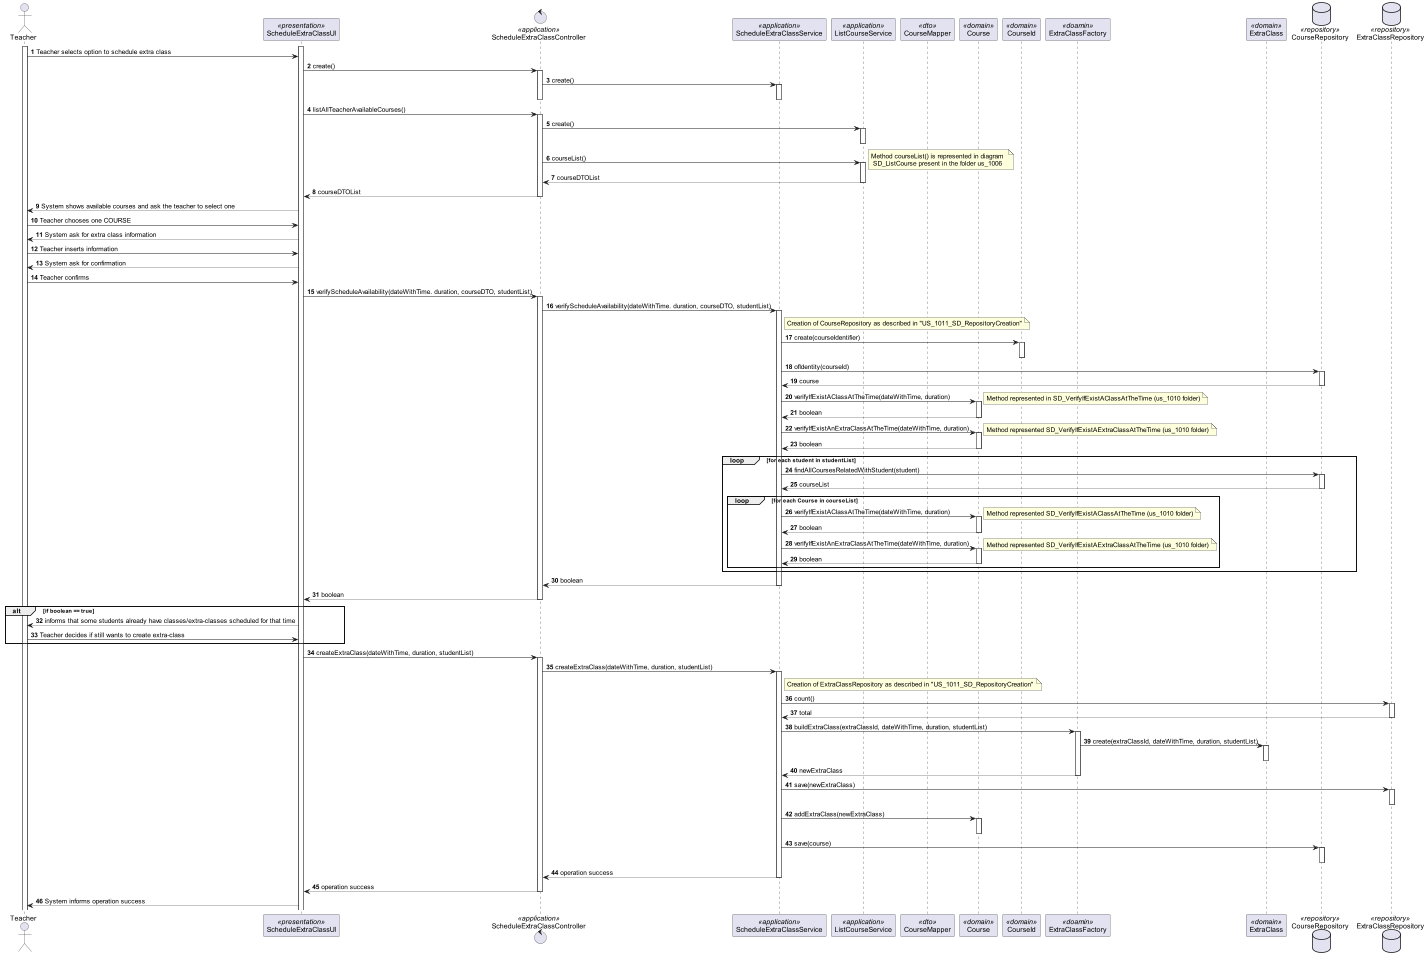 Teacher
«presentation»
ScheduleExtraClassUI
«application»
ScheduleExtraClassController
«application»
ScheduleExtraClassService
«application»
ListCourseService
«dto»
CourseMapper
«domain»
Course
«domain»
CourseId
«doamin»
ExtraClassFactory
«domain»
ExtraClass
«repository»
CourseRepository
«repository»
ExtraClassRepository
1 Teacher selects option to schedule extra class
2 create()
3 create()
4 listAllTeacherAvailableCourses()
5 create()
6 courseList()
Method courseList() is represented in diagram
SD_ListCourse present in the folder us_1006
7 courseDTOList
8 courseDTOList
9 System shows available courses and ask the teacher to select one
10 Teacher chooses one COURSE
11 System ask for extra class information
12 Teacher inserts information
13 System ask for confirmation
14 Teacher confirms
15 verifyScheduleAvailability(dateWithTime. duration, courseDTO, studentList)
16 verifyScheduleAvailability(dateWithTime. duration, courseDTO, studentList)
Creation of CourseRepository as described in "US_1011_SD_RepositoryCreation"
17 create(courseIdentifier)
18 ofIdentity(courseId)
19 course
20 verifyIfExistAClassAtTheTime(dateWithTime, duration)
Method represented in SD_VerifyIfExistAClassAtTheTime (us_1010 folder)
21 boolean
22 verifyIfExistAnExtraClassAtTheTime(dateWithTime, duration)
Method represented SD_VerifyIfExistAExtraClassAtTheTime (us_1010 folder)
23 boolean
loop [for each student in studentList]
24 findAllCoursesRelatedWithStudent(student)
25 courseList
loop [for each Course in courseList]
26 verifyIfExistAClassAtTheTime(dateWithTime, duration)
Method represented SD_VerifyIfExistAClassAtTheTime (us_1010 folder)
27 boolean
28 verifyIfExistAnExtraClassAtTheTime(dateWithTime, duration)
Method represented SD_VerifyIfExistAExtraClassAtTheTime (us_1010 folder)
29 boolean
30 boolean
31 boolean
alt [if boolean == true]
32 informs that some students already have classes/extra-classes scheduled for that time
33 Teacher decides if still wants to create extra-class
34 createExtraClass(dateWithTime, duration, studentList)
35 createExtraClass(dateWithTime, duration, studentList)
Creation of ExtraClassRepository as described in "US_1011_SD_RepositoryCreation"
36 count()
37 total
38 buildExtraClass(extraClassId, dateWithTime, duration, studentList)
39 create(extraClassId, dateWithTime, duration, studentList)
40 newExtraClass
41 save(newExtraClass)
42 addExtraClass(newExtraClass)
43 save(course)
44 operation success
45 operation success
46 System informs operation success
Teacher
«presentation»
ScheduleExtraClassUI
«application»
ScheduleExtraClassController
«application»
ScheduleExtraClassService
«application»
ListCourseService
«dto»
CourseMapper
«domain»
Course
«domain»
CourseId
«doamin»
ExtraClassFactory
«domain»
ExtraClass
«repository»
CourseRepository
«repository»
ExtraClassRepository